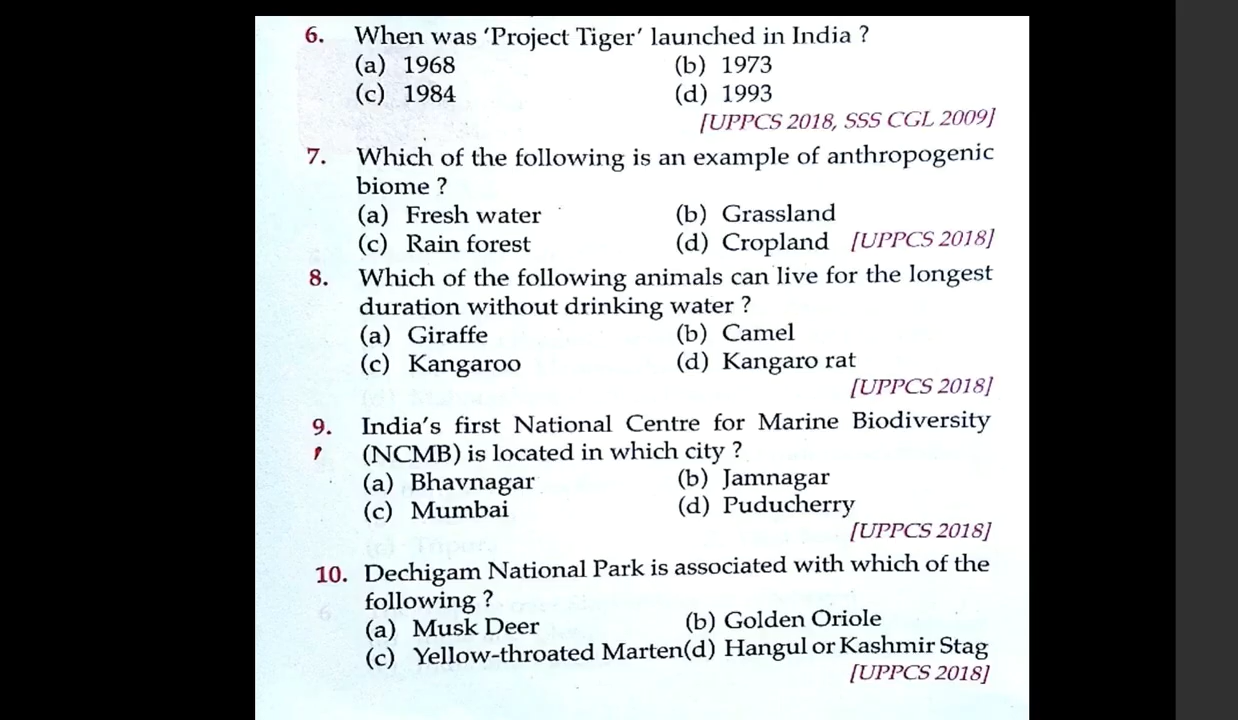 6. When was ‘Project Tiger’ launched in India ?
(a) 1968 (b) 1973
(c) 1984 (d) 1993
[UPPCS 2018, SSS CGL 2009]
7. Which of the following is an example of anthropogenic
biome ?
(a) Fresh water (b) Grassland
(c) Rain forest (d) Cropland [UPPCS 2018]
8. Which of the following animals can live for the longest
duration without drinking water ?
(a) Giraffe (b) Camel
(c) Kangaroo (d) Kangaro rat
[UPPCS 2018]
9. India’s first National Centre for Marine Biodiversity
(NCMB) is located in which city ?
(a) Bhavnagar (b) Jamnagar
(c) Mumbai (d) Puducherry
[UPPCS 2018]
10. Dechigam National Park is associated with which of the
following ?
(a) Musk Deer (b) Golden Oriole
(c) Yellow-throated Marten(d) Hangul or Kashmir Stag
[UPPCS 2018]